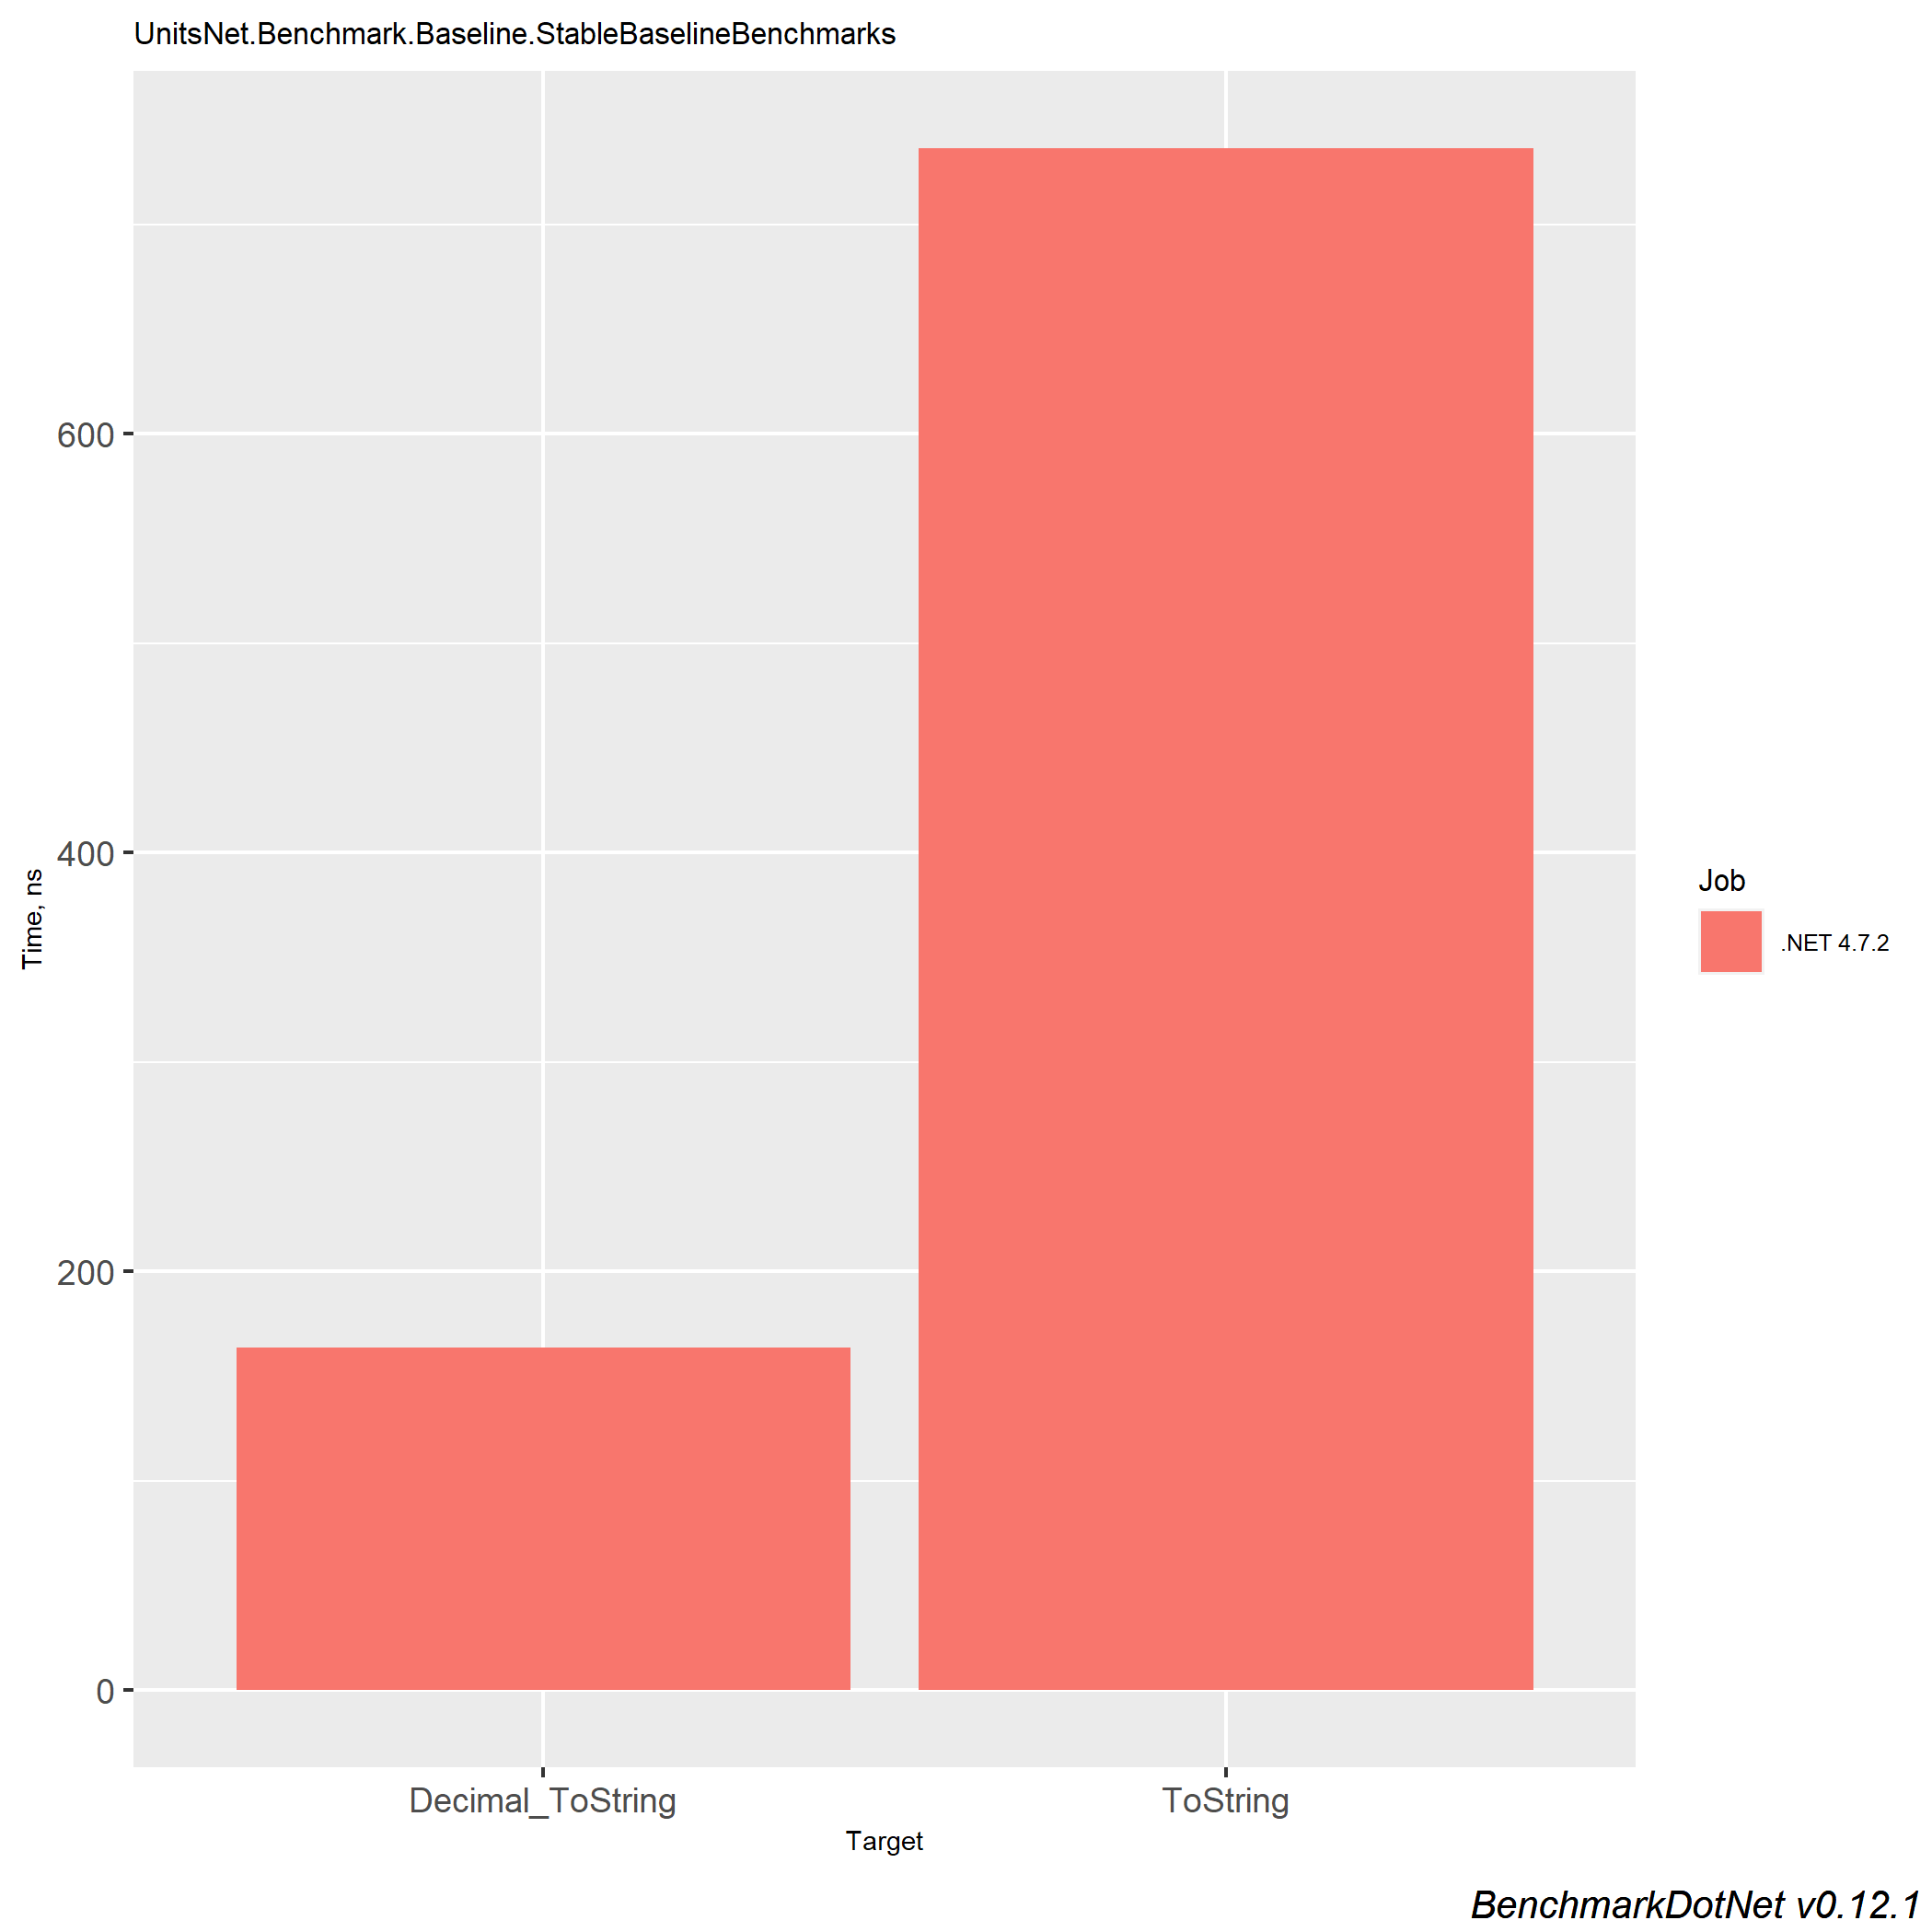 UnitsNet.Benchmark.Baseline.StableBaselineBenchmarks
600
400
200
0
Time, ns
Decimal_ToString
ToString
Target
Job
.NET 4.7.2
BenchmarkDotNet v0.12.1